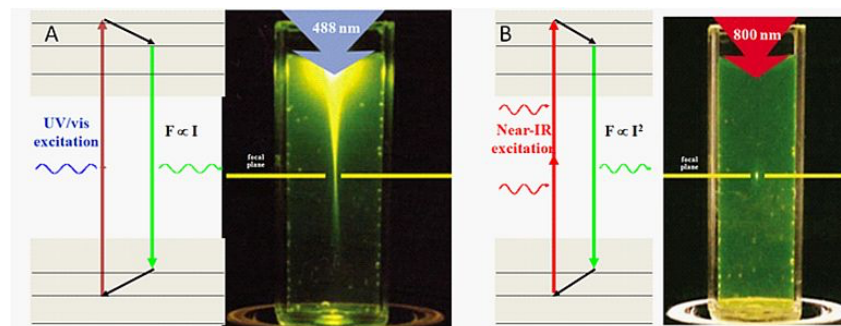 A
488 nm
UV/vis
excitation
F ∝ I
focal
plane
B
800 nm
Near-IR
excitation
F ∝ I²
focal
plane